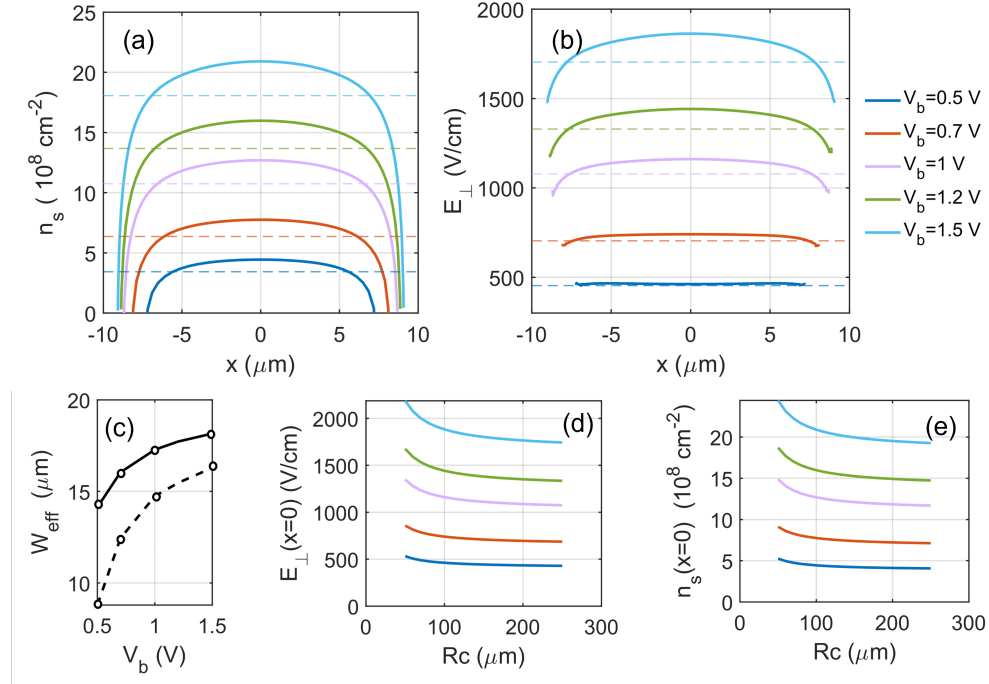 25
20
15
10
5
0
-10
-5
0
5
10
n_s ( 10^8 cm^-2)
x (μm)
(a)
2000
1500
1000
500
-10
-5
0
5
10
E_⊥ (V/cm)
x (μm)
(b)
V_b=0.5 V
V_b=0.7 V
V_b=1 V
V_b=1.2 V
V_b=1.5 V
20
15
10
0.5
1
1.5
W_eff (μm)
V_b (V)
(c)
2000
1500
1000
500
0
0
100
200
300
E_⊥(x=0) (V/cm)
Rc (μm)
(d)
20
15
10
5
0
0
100
200
300
n_s(x=0) (10^8 cm^-2)
Rc (μm)
(e)